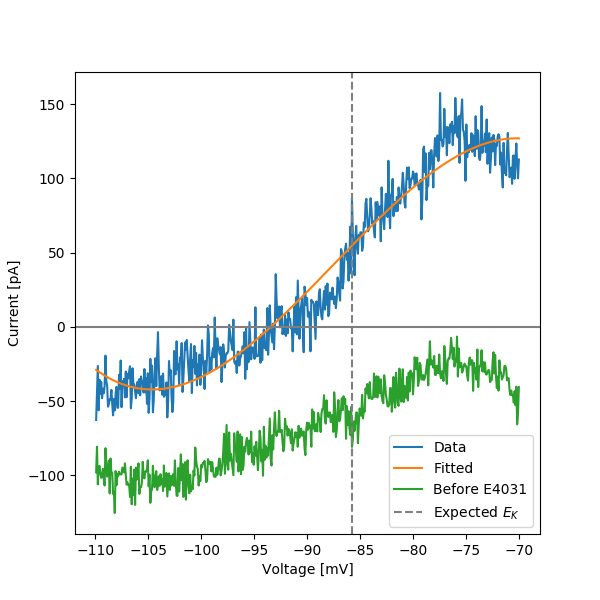 Current [pA]
150
100
50
0
−50
−100
Data
Fitted
Before E4031
Expected $E_K$
−110 −105 −100 −95 −90 −85 −80 −75 −70
Voltage [mV]